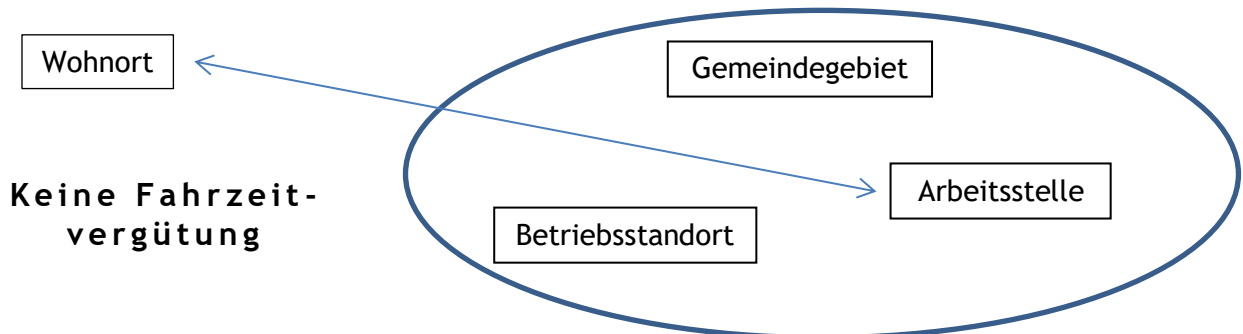 Wohnort
Gemeindegebiet
Keine Fahrzeit-
vergütung
Arbeitsstelle
Betriebsstandort